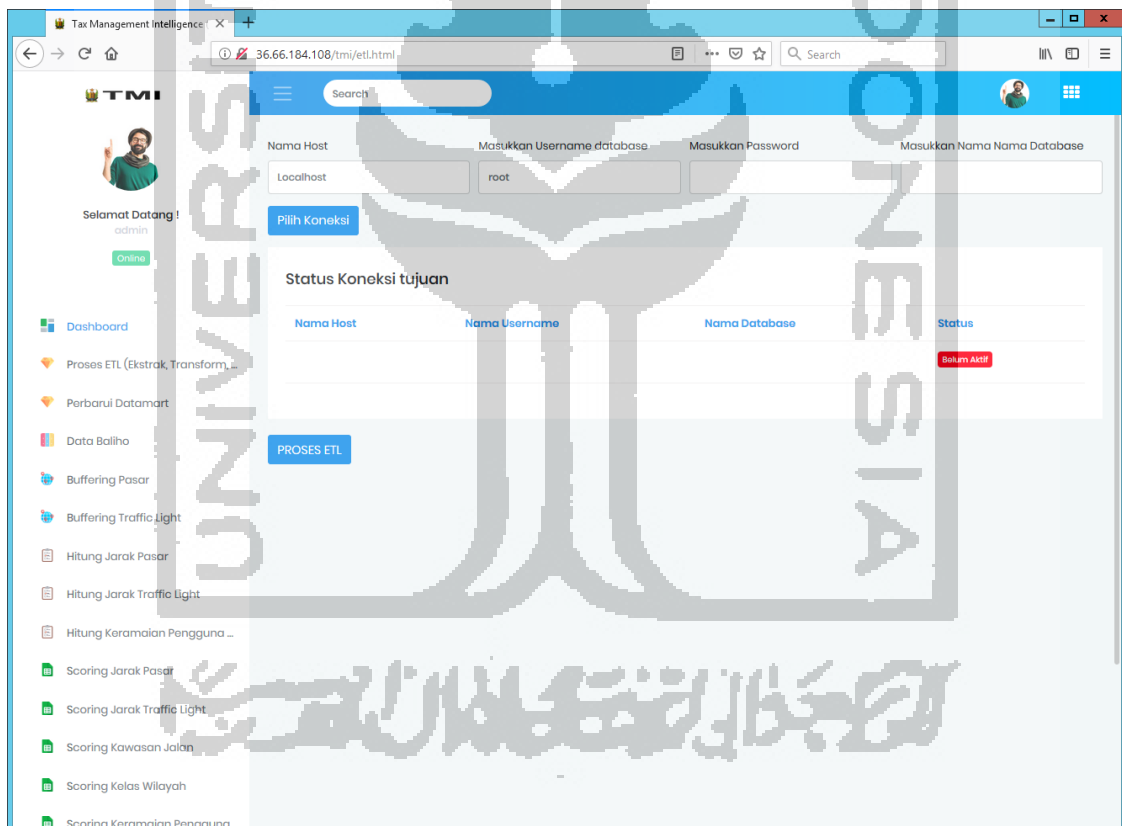 Tax Management Intelligence
36.66.184.108/tmi/etl.html
Search
TMI
Search
Selamat Datang !
admin
Online
Dashboard
Proses ETL (Ekstrak, Transform, ...
Perbarui Datamart
Data Baliho
Buffering Pasar
Buffering Traffic Light
Hitung Jarak Pasar
Hitung Jarak Traffic Light
Hitung Keramaian Pengguna ...
Scoring Jarak Pasar
Scoring Jarak Traffic Light
Scoring Kawasan Jalan
Scoring Kelas Wilayah
Scoring Keramaian Pengguna
Nama Host
Masukkan Username database
Masukkan Password
Masukkan Nama Nama Database
Localhost
root
Pilih Koneksi
Status Koneksi tujuan
Nama Host
Nama Username
Nama Database
Status
Belum Aktif
PROSES ETL